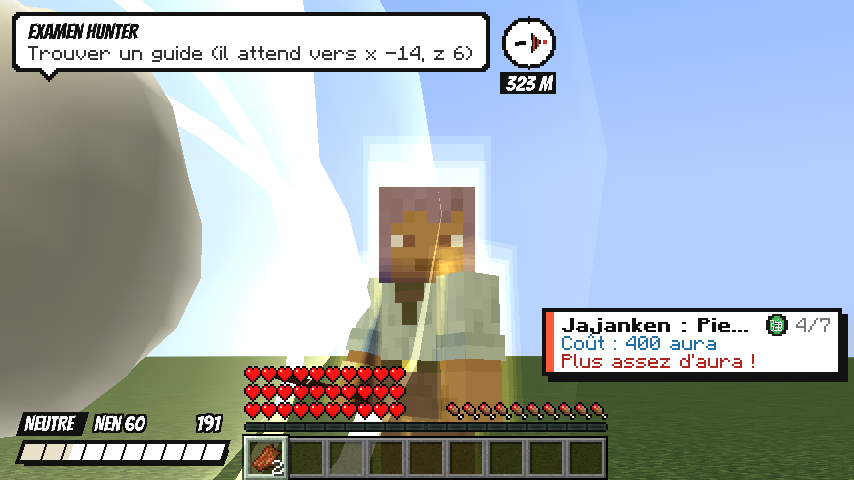 EXAMEN HUNTER
Trouver un guide (il attend vers x -14, z 6)
323 M
Jajanken : Pie... 4/7
Coût : 400 aura
Plus assez d'aura !
NEUTRE NEN 60 191
2